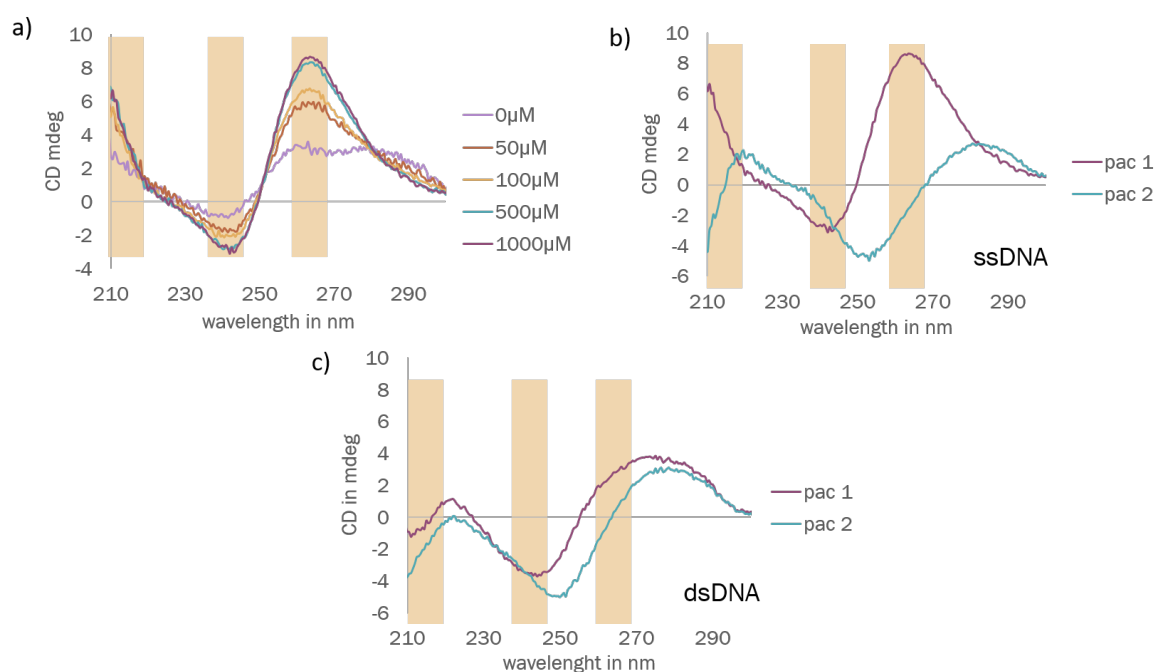 a)
CD mdeg
10
8
6
4
2
0
-2
-4
210 230 250 270 290
wavelength in nm
0µM
50µM
100µM
500µM
1000µM
b)
CD mdeg
10
8
6
4
2
0
-2
-4
-6
210 230 250 270 290
wavelength in nm
ssDNA
pac 1
pac 2
c)
CD in mdeg
10
8
6
4
2
0
-2
-4
-6
210 230 250 270 290
wavelenght in nm
dsDNA
pac 1
pac 2